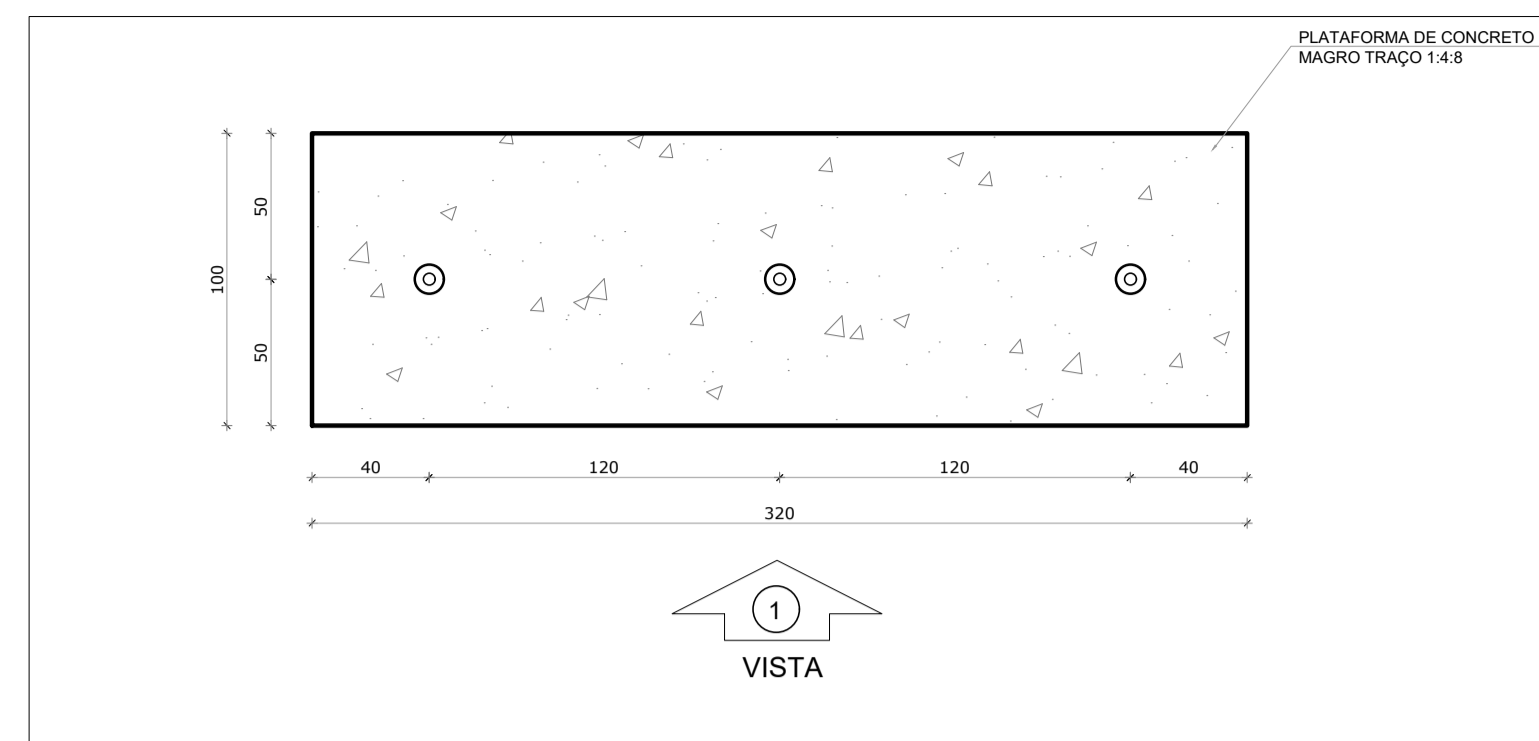 PLATAFORMA DE CONCRETO
MAGRO TRAÇO 1:4:8
50
100
50
40 120 120 40
320
1
VISTA